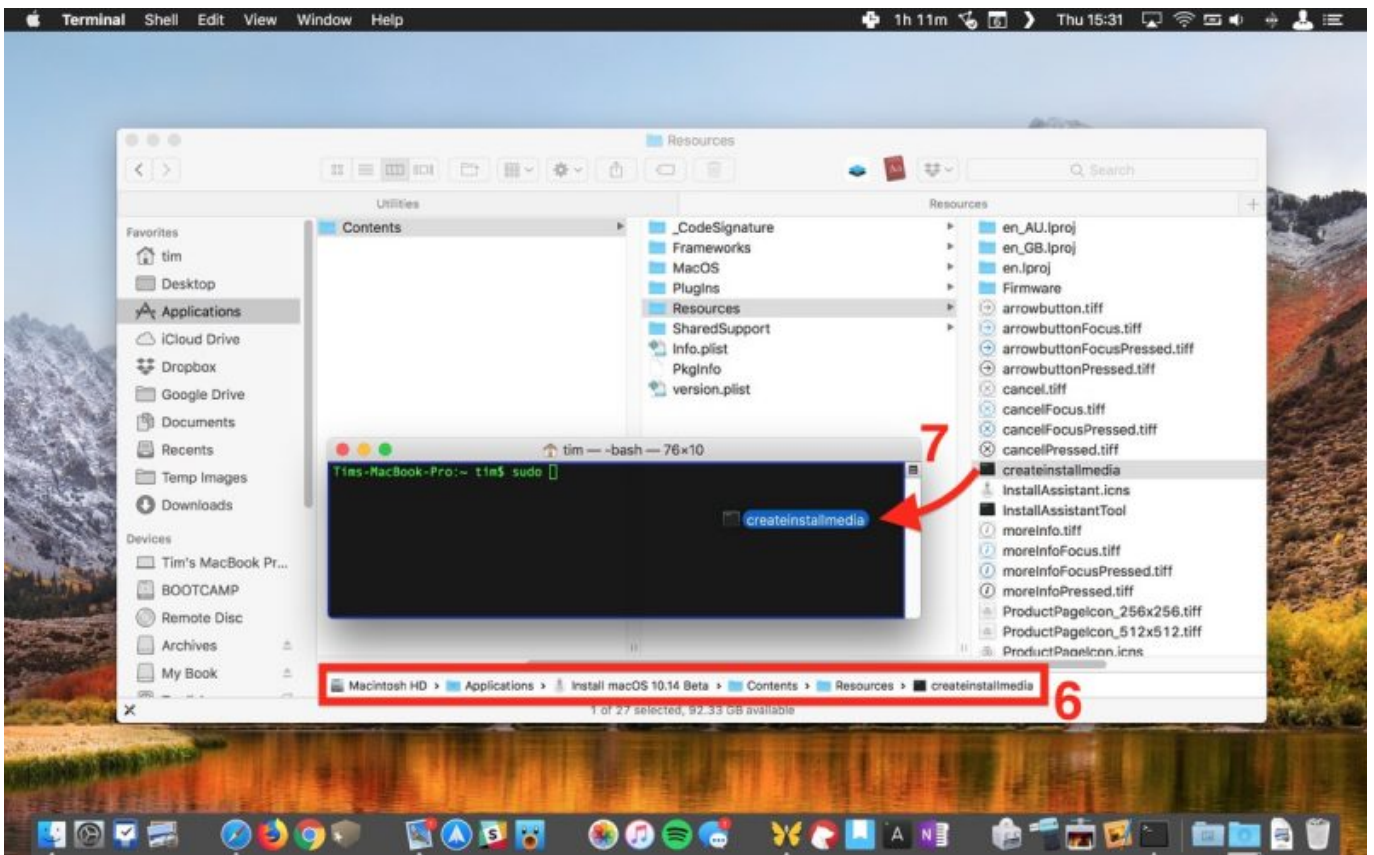 Terminal Shell Edit View Window Help 1h 11m 6 Thu 15:31
Resources
Search
Utilities Resources
Favorites
tim
Desktop
Applications
iCloud Drive
Dropbox
Google Drive
Documents
Recents
Temp Images
Downloads
Devices
Tim's MacBook Pr...
BOOTCAMP
Remote Disc
Archives
My Book
Contents
_CodeSignature
Frameworks
MacOS
PlugIns
Resources
SharedSupport
Info.plist
PkgInfo
version.plist
en_AU.lproj
en_GB.lproj
en.lproj
Firmware
arrowbutton.tiff
arrowbuttonFocus.tiff
arrowbuttonFocusPressed.tiff
arrowbuttonPressed.tiff
cancel.tiff
cancelFocus.tiff
cancelFocusPressed.tiff
cancelPressed.tiff
createinstallmedia
InstallAssistant.icns
InstallAssistantTool
moreInfo.tiff
moreInfoFocus.tiff
moreInfoFocusPressed.tiff
moreInfoPressed.tiff
ProductPageIcon_256x256.tiff
ProductPageIcon_512x512.tiff
ProductPageIcon.icns
tim — -bash — 76×10
Tims-MacBook-Pro:~ tim$ sudo
createinstallmedia
7
Macintosh HD › Applications › Install macOS 10.14 Beta › Contents › Resources › createinstallmedia
6
1 of 27 selected, 92.33 GB available